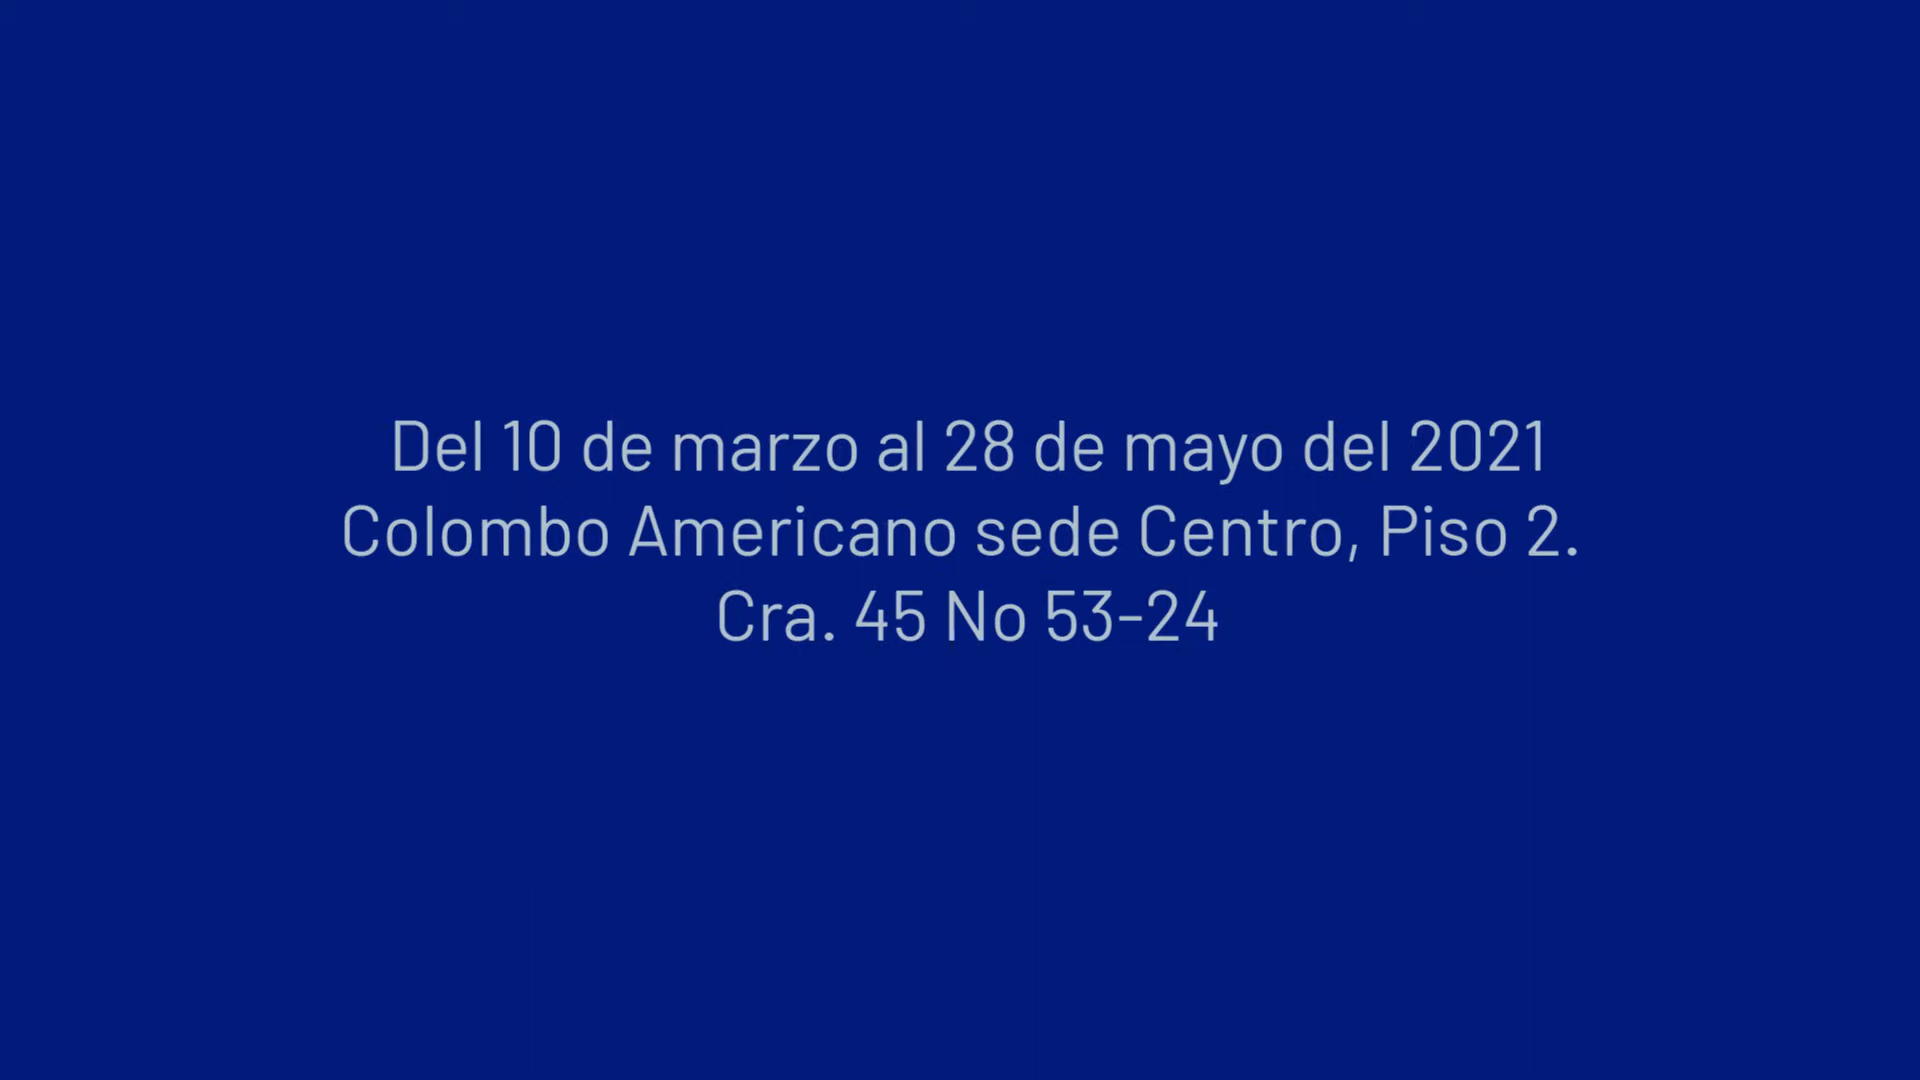 Del 10 de marzo al 28 de mayo del 2021
Colombo Americano sede Centro, Piso 2.
Cra. 45 No 53-24